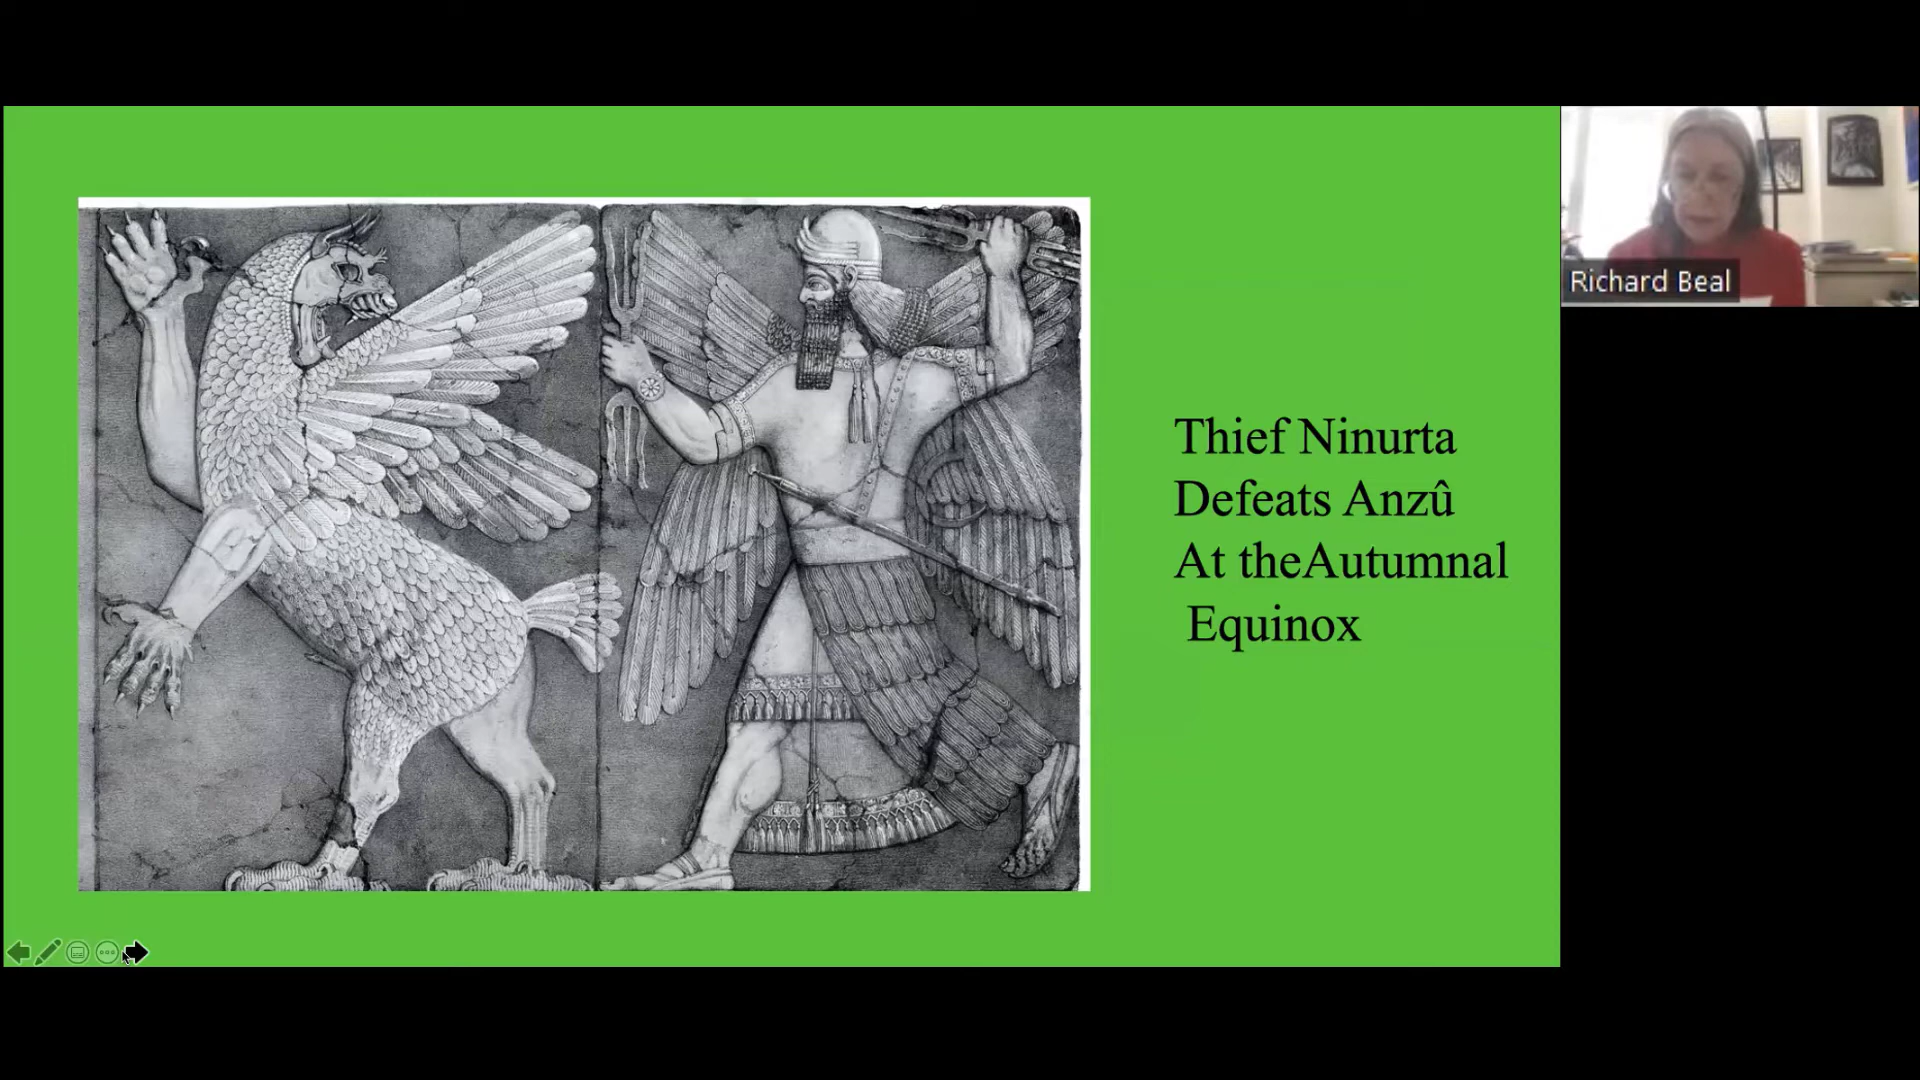 Thief Ninurta
Defeats Anzû
At theAutumnal
Equinox
Richard Beal